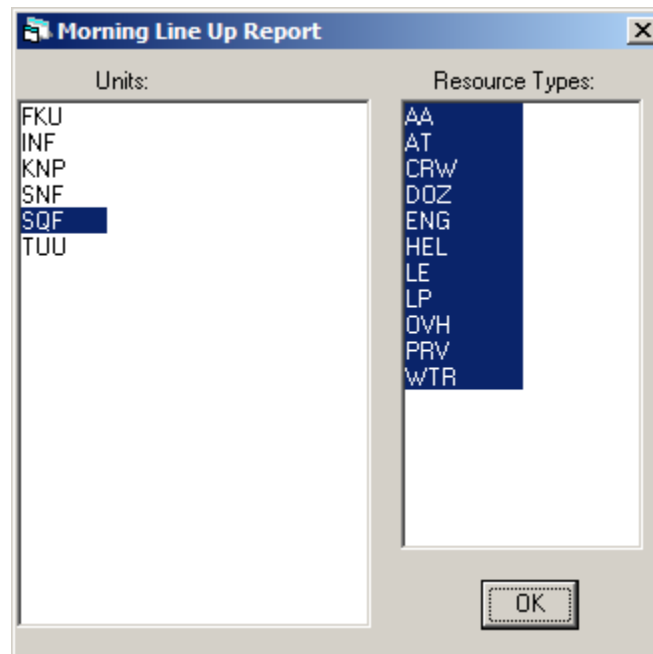 Morning Line Up Report
Units:
FKU
INF
KNP
SNF
SQF
TUU
Resource Types:
AA
AT
CRW
DOZ
ENG
HEL
LE
LP
OVH
PRV
WTR
OK